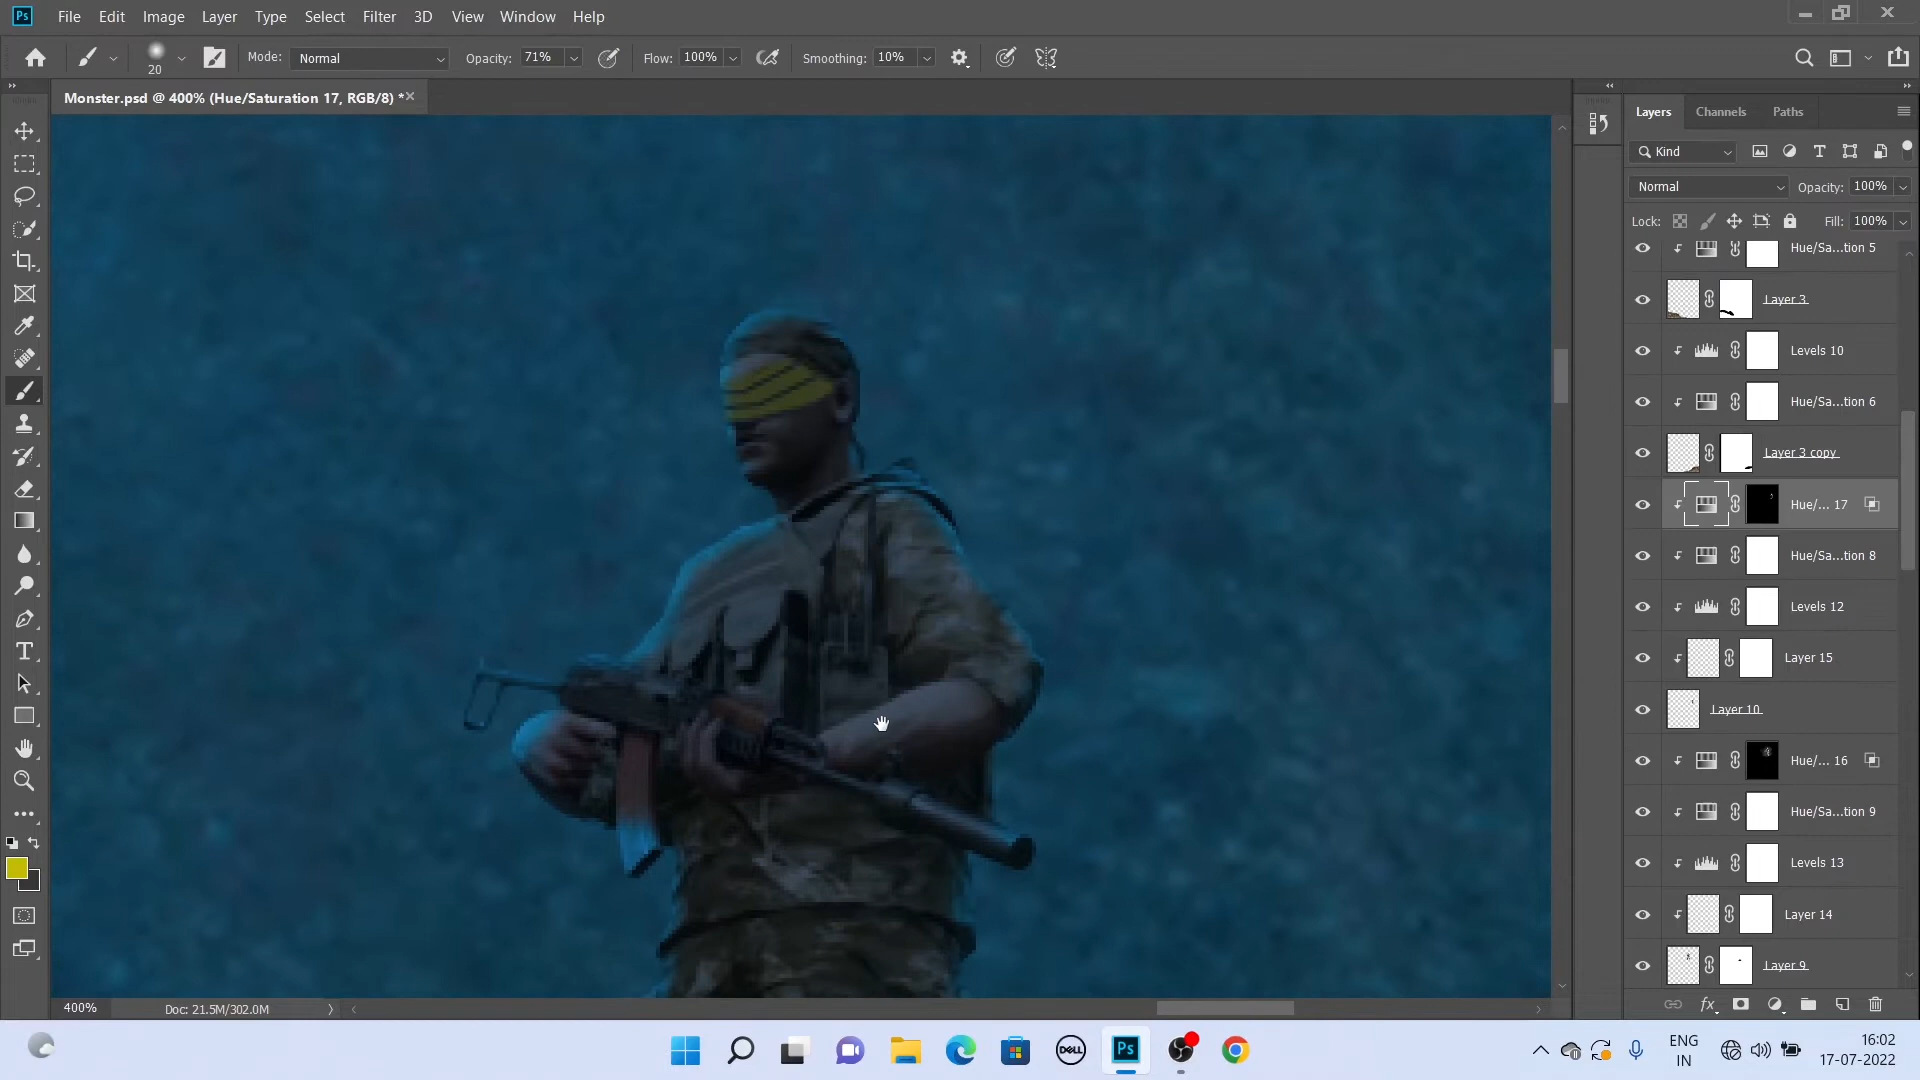 Ps File Edit Image Layer Type Select Filter 3D View Window Help
20 Mode: Normal Opacity: 71% Flow: 100% Smoothing: 10%
Monster.psd @ 400% (Hue/Saturation 17, RGB/8) *
Layers Channels Paths
Kind
Normal Opacity: 100%
Lock: Fill: 100%
Hue/Sa...tion 5
Layer 3
Levels 10
Hue/Sa...tion 6
Layer 3 copy
Hue/... 17
Hue/Sa...tion 8
Levels 12
Layer 15
Layer 10
Hue/... 16
Hue/Sa...tion 9
Levels 13
Layer 14
Layer 9
400% Doc: 21.5M/302.0M
fx
DELL Ps
ENG
IN
16:02
17-07-2022